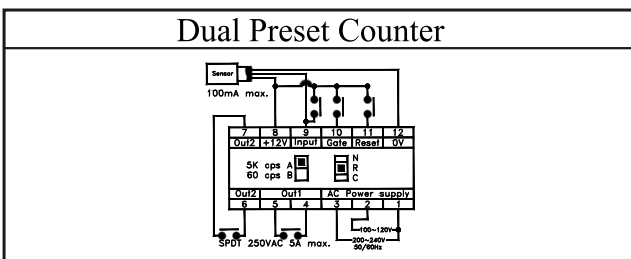 Dual Preset Counter
Sensor
100mA max.
7 8 9 10 11 12
Out2 +12V Input Gate Reset 0V
5K cps A
60 cps B
N
R
C
Out2 Out1 AC Power supply
6 5 4 3 2 1
100~120V
200~240V
50/60Hz
SPDT 250VAC 5A max.